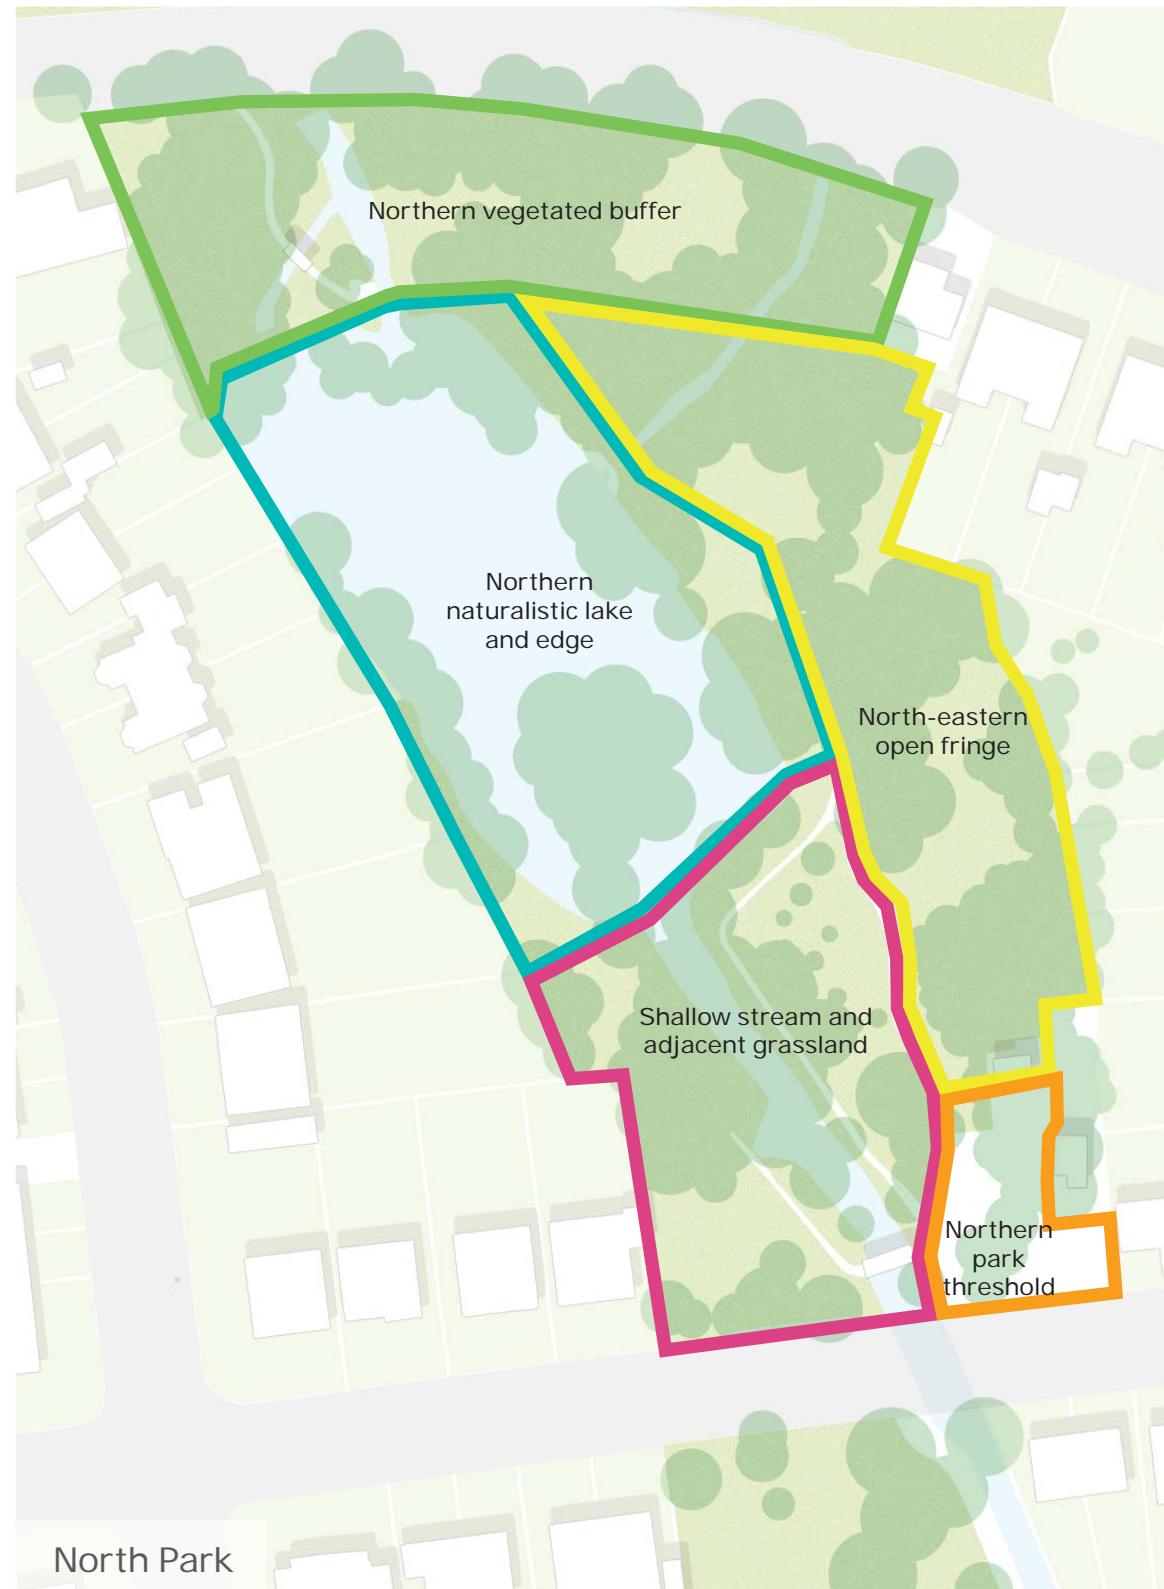 Northern vegetated buffer
Northern
naturalistic lake
and edge
North-eastern
open fringe
Shallow stream and
adjacent grassland
Northern
park
threshold
North Park